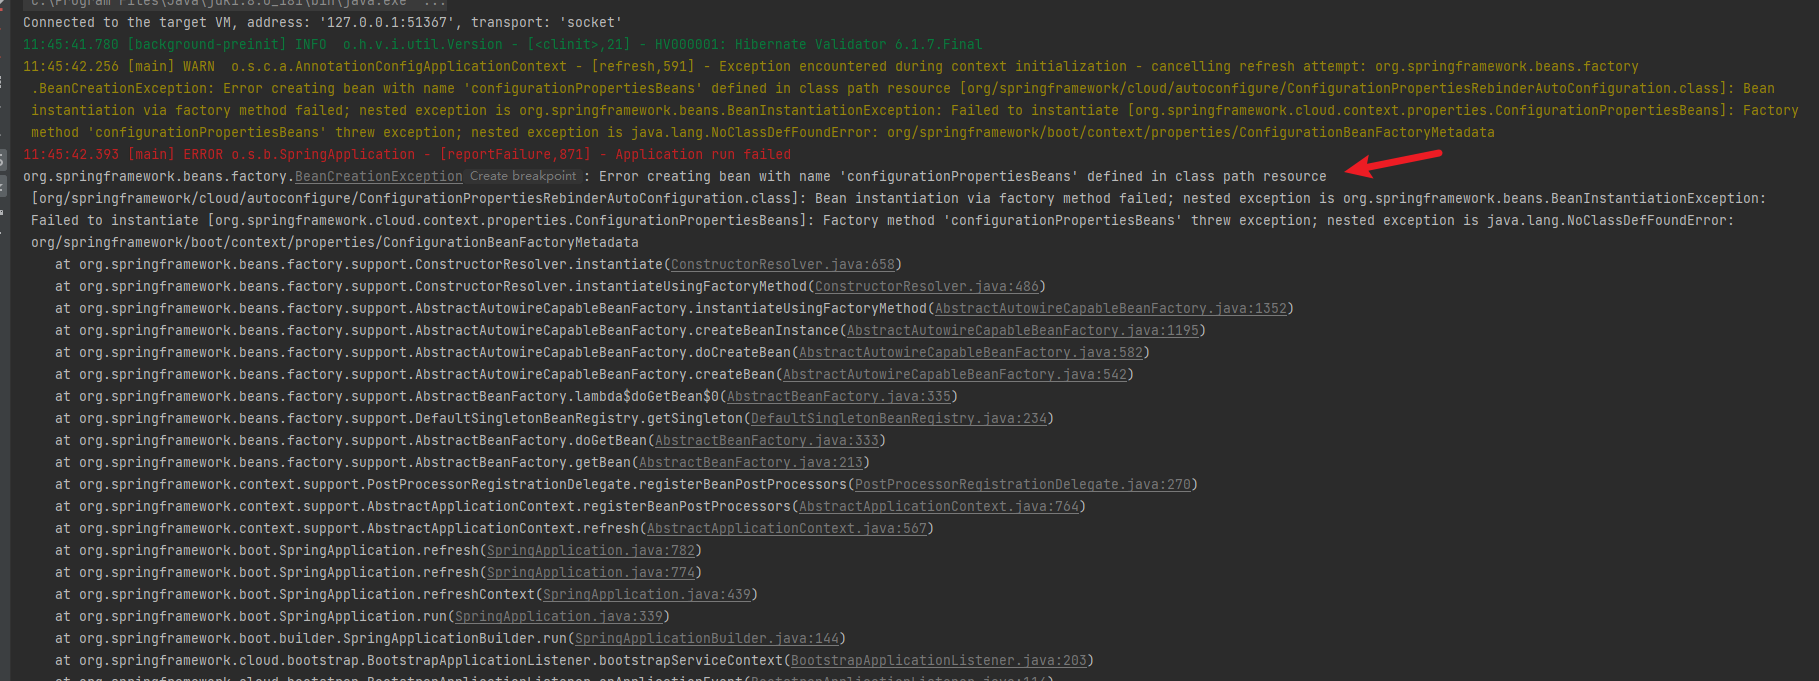 C:\Program Files\Java\jdk1.8.0_181\bin\java.exe" ...
Connected to the target VM, address: '127.0.0.1:51367', transport: 'socket'
11:45:41.780 [background-preinit] INFO  o.h.v.i.util.Version - [<clinit>,21] - HV000001: Hibernate Validator 6.1.7.Final
11:45:42.256 [main] WARN  o.s.c.a.AnnotationConfigApplicationContext - [refresh,591] - Exception encountered during context initialization - cancelling refresh attempt: org.springframework.beans.factory
.BeanCreationException: Error creating bean with name 'configurationPropertiesBeans' defined in class path resource [org/springframework/cloud/autoconfigure/ConfigurationPropertiesRebinderAutoConfiguration.class]: Bean
instantiation via factory method failed; nested exception is org.springframework.beans.BeanInstantiationException: Failed to instantiate [org.springframework.cloud.context.properties.ConfigurationPropertiesBeans]: Factory
method 'configurationPropertiesBeans' threw exception; nested exception is java.lang.NoClassDefFoundError: org/springframework/boot/context/properties/ConfigurationBeanFactoryMetadata
11:45:42.393 [main] ERROR o.s.b.SpringApplication - [reportFailure,871] - Application run failed
org.springframework.beans.factory.BeanCreationException Create breakpoint : Error creating bean with name 'configurationPropertiesBeans' defined in class path resource
[org/springframework/cloud/autoconfigure/ConfigurationPropertiesRebinderAutoConfiguration.class]: Bean instantiation via factory method failed; nested exception is org.springframework.beans.BeanInstantiationException:
Failed to instantiate [org.springframework.cloud.context.properties.ConfigurationPropertiesBeans]: Factory method 'configurationPropertiesBeans' threw exception; nested exception is java.lang.NoClassDefFoundError:
org/springframework/boot/context/properties/ConfigurationBeanFactoryMetadata
at org.springframework.beans.factory.support.ConstructorResolver.instantiate(ConstructorResolver.java:658)
at org.springframework.beans.factory.support.ConstructorResolver.instantiateUsingFactoryMethod(ConstructorResolver.java:486)
at org.springframework.beans.factory.support.AbstractAutowireCapableBeanFactory.instantiateUsingFactoryMethod(AbstractAutowireCapableBeanFactory.java:1352)
at org.springframework.beans.factory.support.AbstractAutowireCapableBeanFactory.createBeanInstance(AbstractAutowireCapableBeanFactory.java:1195)
at org.springframework.beans.factory.support.AbstractAutowireCapableBeanFactory.doCreateBean(AbstractAutowireCapableBeanFactory.java:582)
at org.springframework.beans.factory.support.AbstractAutowireCapableBeanFactory.createBean(AbstractAutowireCapableBeanFactory.java:542)
at org.springframework.beans.factory.support.AbstractBeanFactory.lambda$doGetBean$0(AbstractBeanFactory.java:335)
at org.springframework.beans.factory.support.DefaultSingletonBeanRegistry.getSingleton(DefaultSingletonBeanRegistry.java:234)
at org.springframework.beans.factory.support.AbstractBeanFactory.doGetBean(AbstractBeanFactory.java:333)
at org.springframework.beans.factory.support.AbstractBeanFactory.getBean(AbstractBeanFactory.java:213)
at org.springframework.context.support.PostProcessorRegistrationDelegate.registerBeanPostProcessors(PostProcessorRegistrationDelegate.java:270)
at org.springframework.context.support.AbstractApplicationContext.registerBeanPostProcessors(AbstractApplicationContext.java:764)
at org.springframework.context.support.AbstractApplicationContext.refresh(AbstractApplicationContext.java:567)
at org.springframework.boot.SpringApplication.refresh(SpringApplication.java:782)
at org.springframework.boot.SpringApplication.refresh(SpringApplication.java:774)
at org.springframework.boot.SpringApplication.refreshContext(SpringApplication.java:439)
at org.springframework.boot.SpringApplication.run(SpringApplication.java:339)
at org.springframework.boot.builder.SpringApplicationBuilder.run(SpringApplicationBuilder.java:144)
at org.springframework.cloud.bootstrap.BootstrapApplicationListener.bootstrapServiceContext(BootstrapApplicationListener.java:203)
at org.springframework.cloud.bootstrap.BootstrapApplicationListener.onApplicationEvent(BootstrapApplicationListener.java:114)